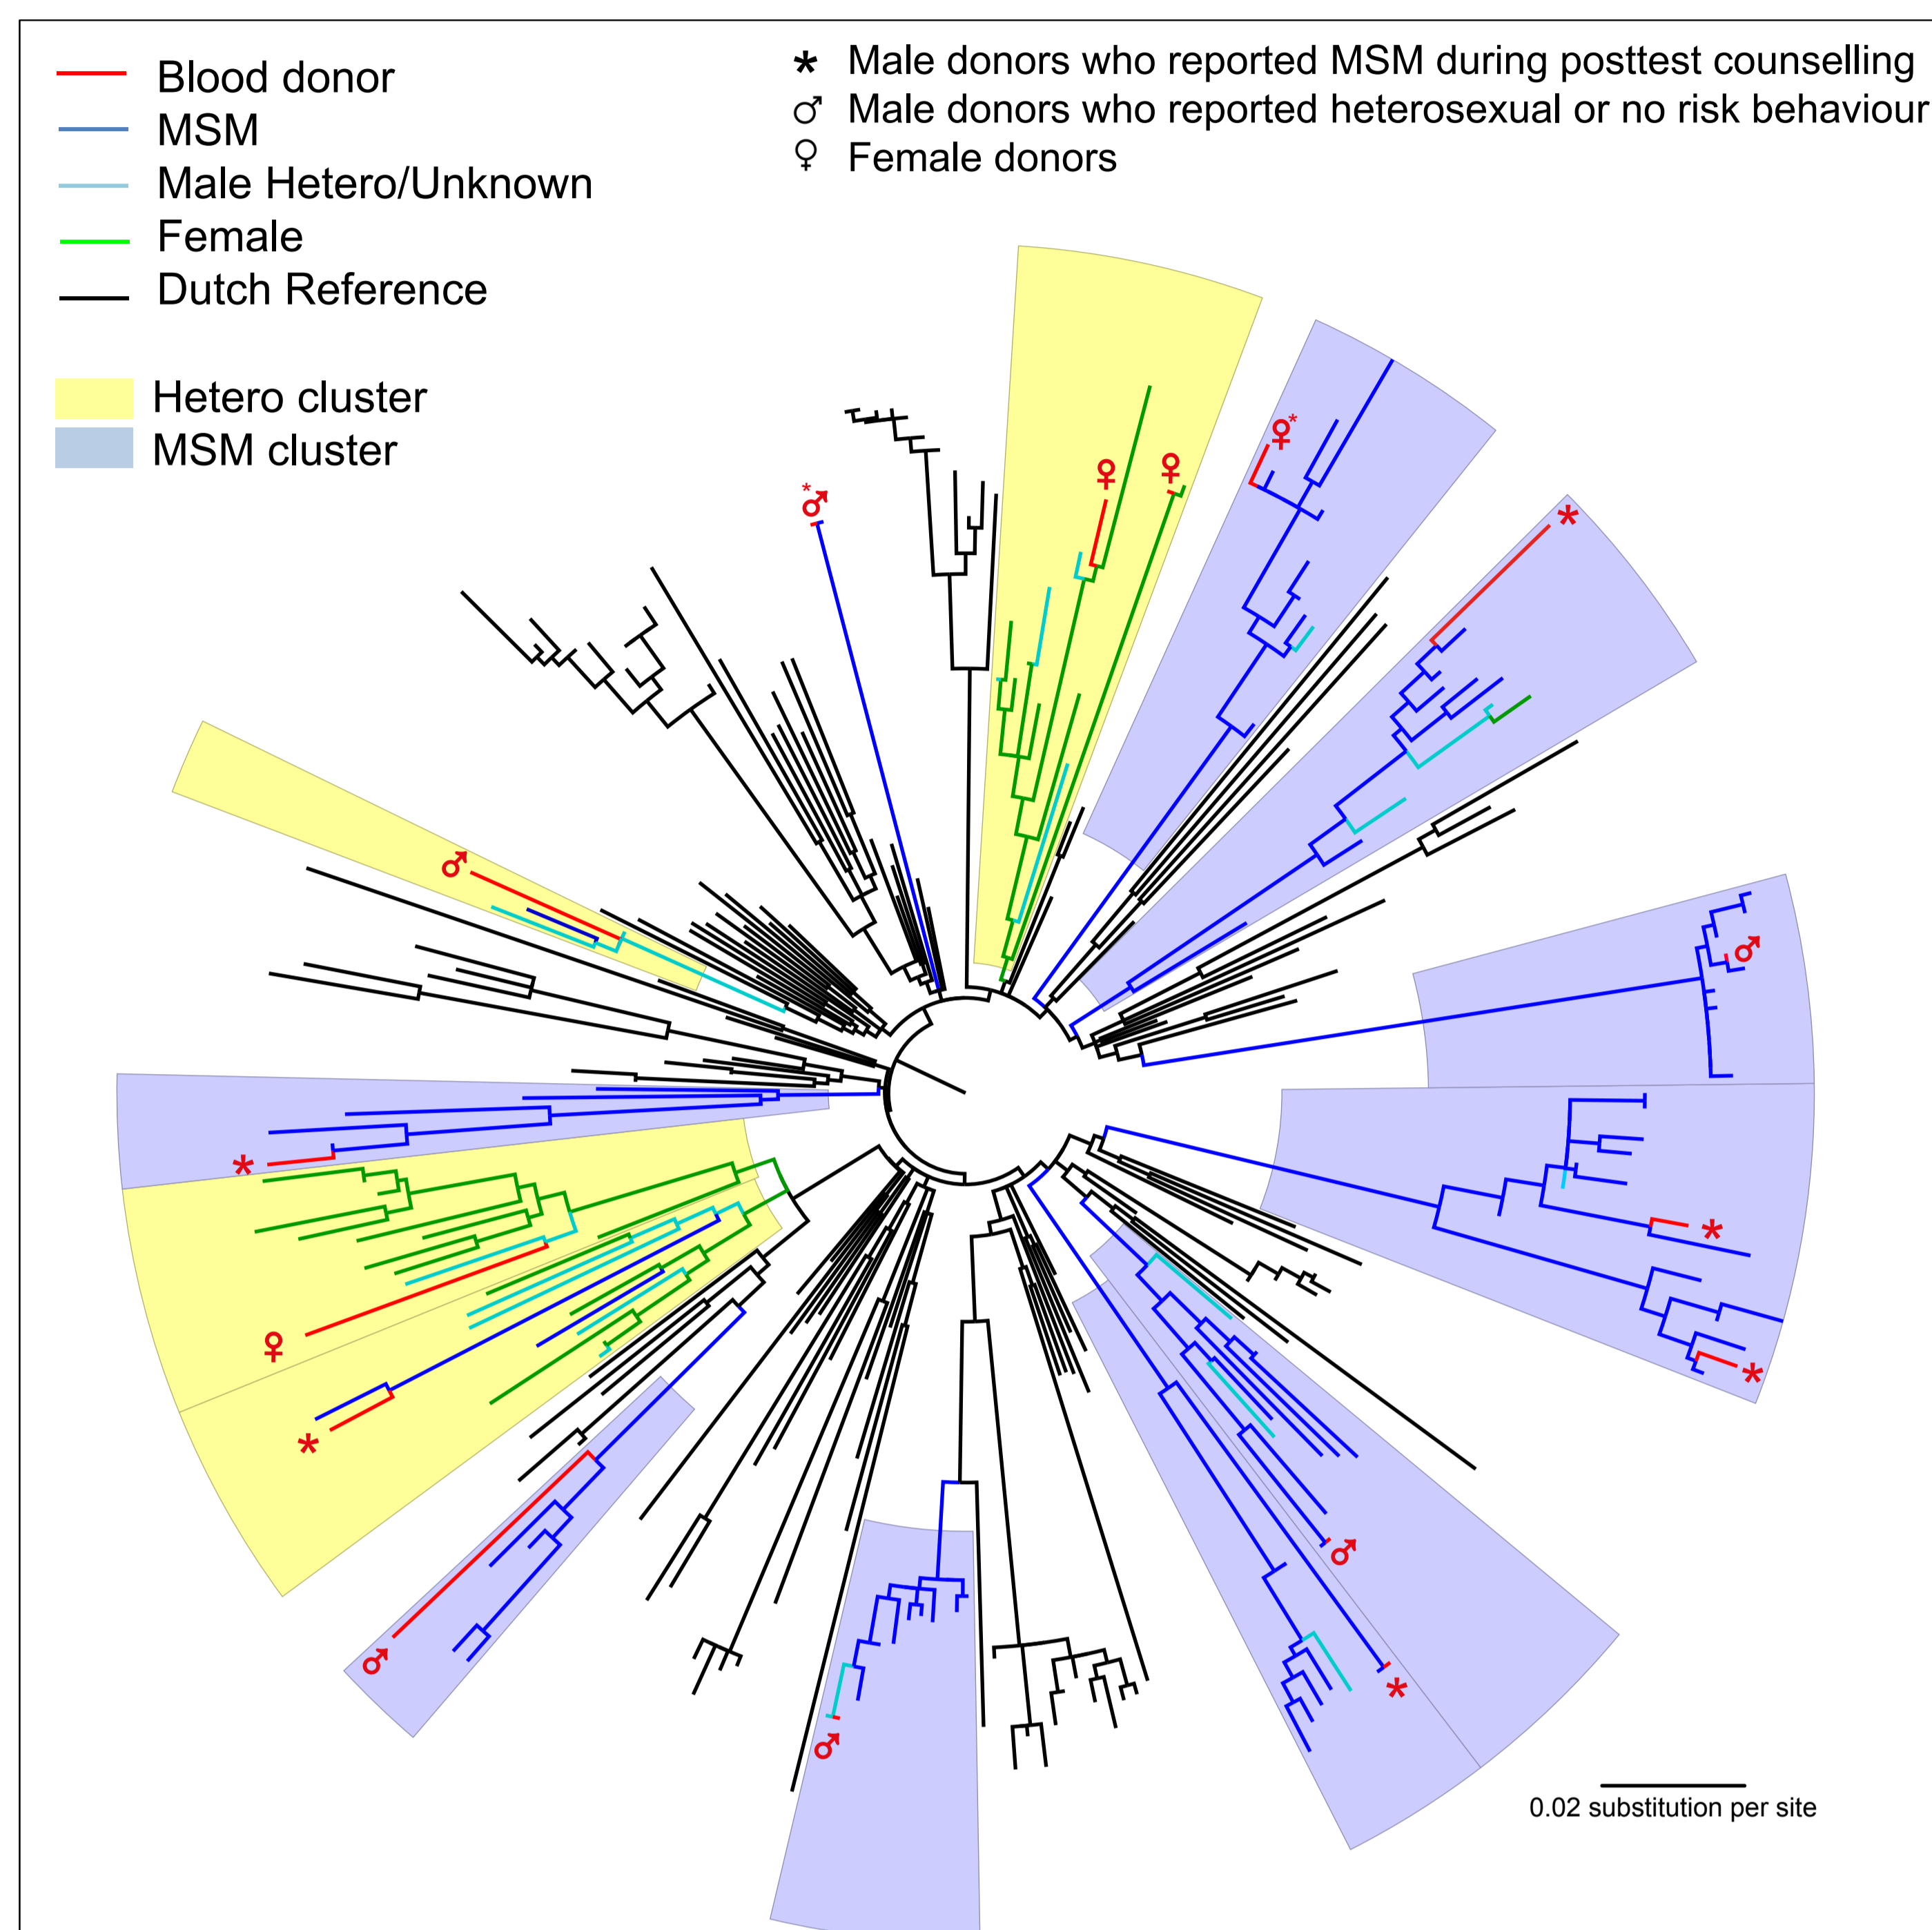 Blood donor
MSM
Male Hetero/Unknown
Female
Dutch Reference
Hetero cluster
MSM cluster
* Male donors who reported MSM during posttest counselling
♂ Male donors who reported heterosexual or no risk behaviour
♀ Female donors
♀*
*♂
♀
♀
*
♂
♂
*
*
*
♀
*
♂
♂
♂
*
0.02 substitution per site